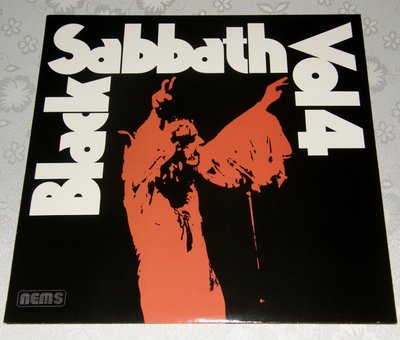 Black
Sabbath
Vol 4
nems